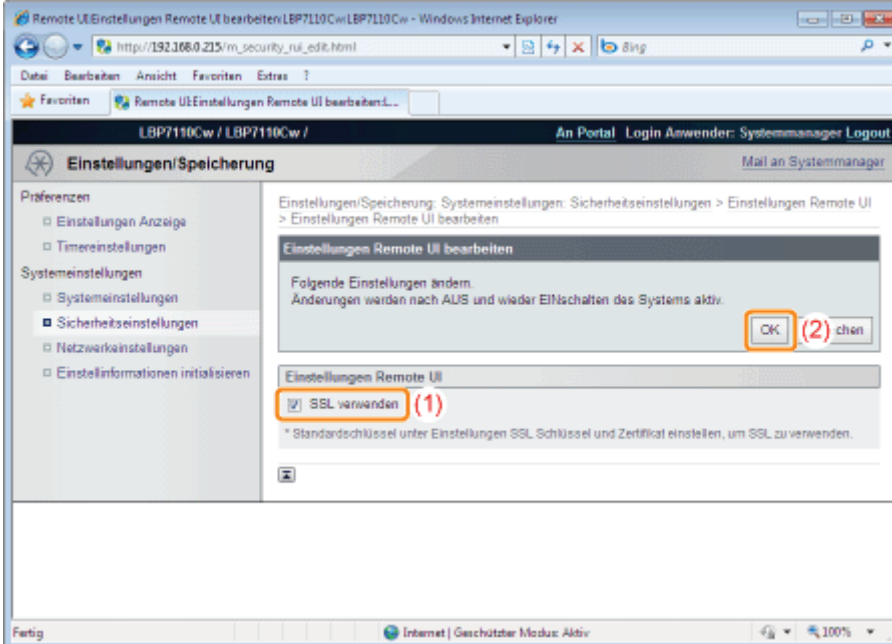 Remote UI:Einstellungen Remote UI bearbeiten:LBP7110Cw:LBP7110Cw - Windows Internet Explorer
http://192.168.0.215/m_security_rui_edit.html
Bing
Datei Bearbeiten Ansicht Favoriten Extras ?
Favoriten
Remote UI:Einstellungen Remote UI bearbeiten:L...
LBP7110Cw / LBP7110Cw /
An Portal Login Anwender: Systemmanager Logout
Einstellungen/Speicherung
Mail an Systemmanager
Präferenzen
Einstellungen Anzeige
Timereinstellungen
Systemeinstellungen
Systemeinstellungen
Sicherheitseinstellungen
Netzwerkeinstellungen
Einstellinformationen initialisieren
Einstellungen/Speicherung: Systemeinstellungen: Sicherheitseinstellungen > Einstellungen Remote UI
> Einstellungen Remote UI bearbeiten
Einstellungen Remote UI bearbeiten
Folgende Einstellungen ändern.
Änderungen werden nach AUS und wieder EINschalten des Systems aktiv.
OK (2) chen
Einstellungen Remote UI
SSL verwenden (1)
* Standardschlüssel unter Einstellungen SSL Schlüssel und Zertifikat einstellen, um SSL zu verwenden.
Fertig
Internet | Geschützter Modus: Aktiv
100%